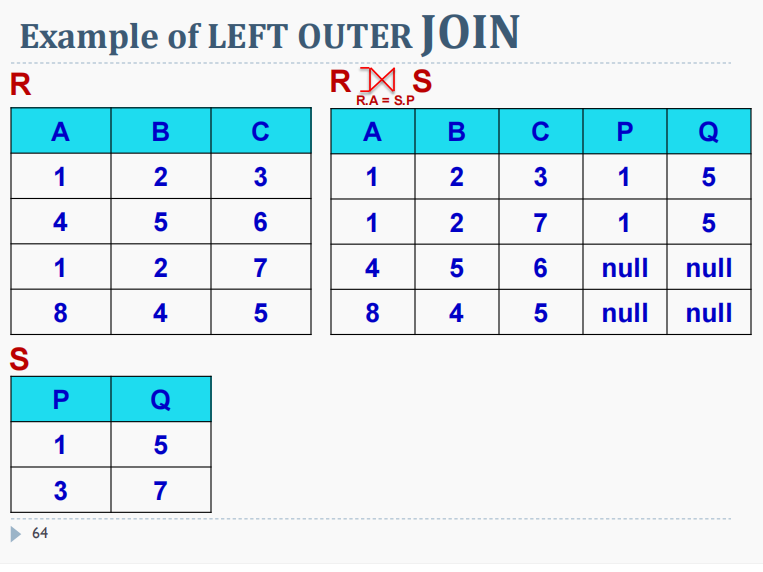 Example of LEFT OUTER JOIN
R
A B C
1 2 3
4 5 6
1 2 7
8 4 5
R ⟕ S
R.A = S.P
A B C P Q
1 2 3 1 5
1 2 7 1 5
4 5 6 null null
8 4 5 null null
S
P Q
1 5
3 7
64